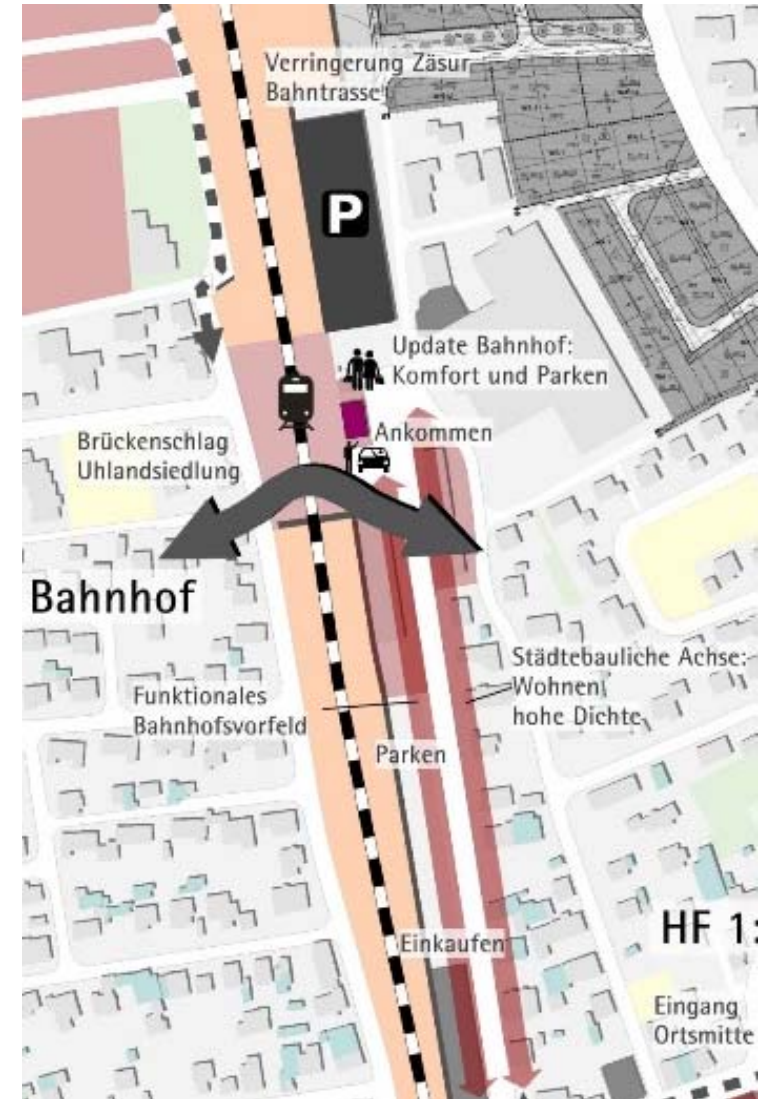 Verringerung Zäsur
Bahntrasse
P
Update Bahnhof:
Komfort und Parken
Ankommen
Brückenschlag
Uhlandsiedlung
Bahnhof
Städtebauliche Achse:
Wohnen
hohe Dichte
Funktionales
Bahnhofsvorfeld
Parken
Einkaufen
HF 1:
Eingang
Ortsmitte